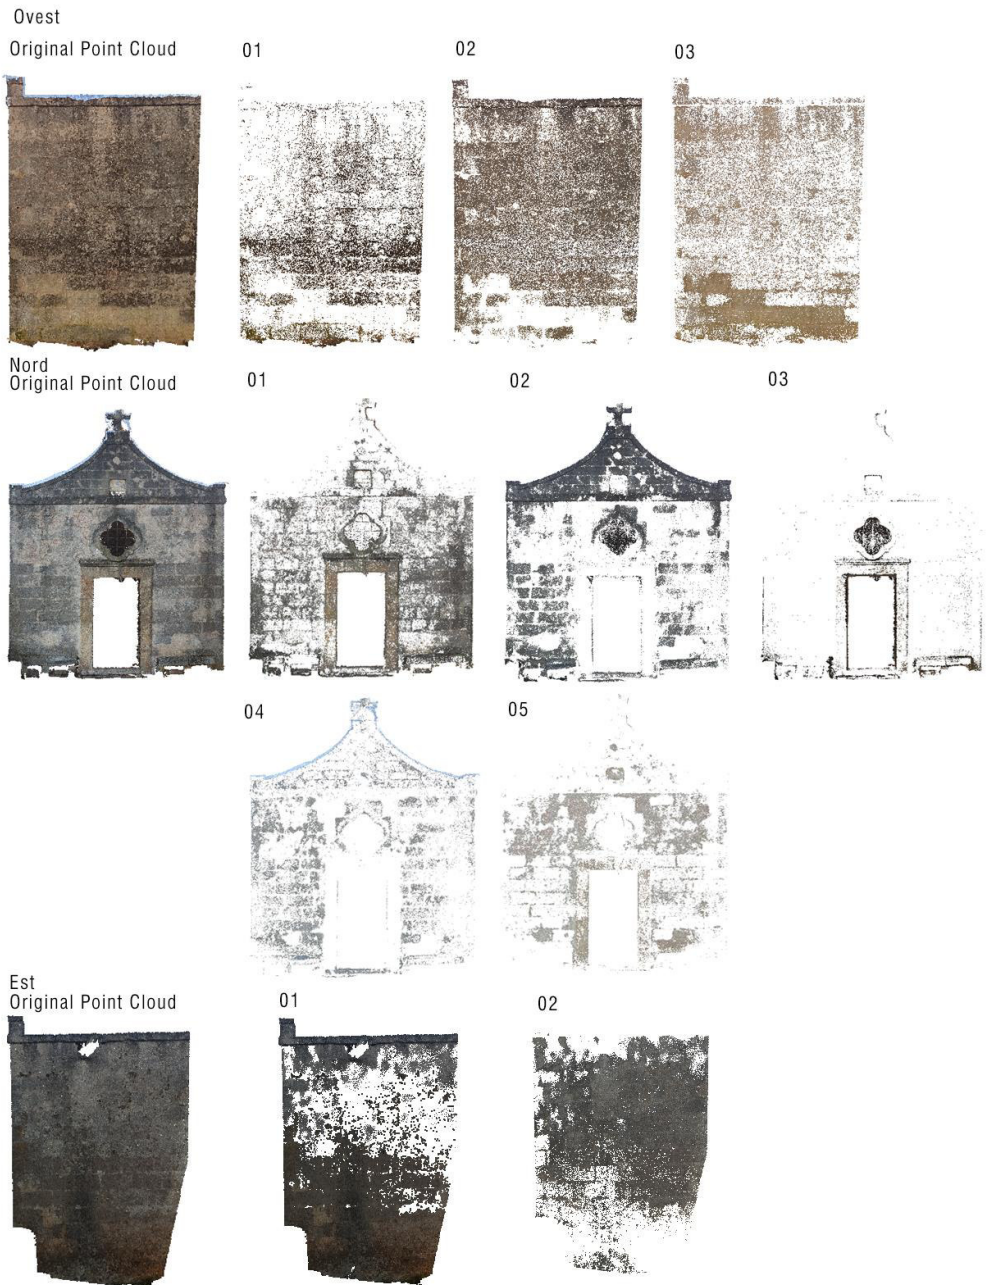 Ovest
Original Point Cloud 01 02 03
Nord
Original Point Cloud 01 02 03
04 05
Est
Original Point Cloud 01 02